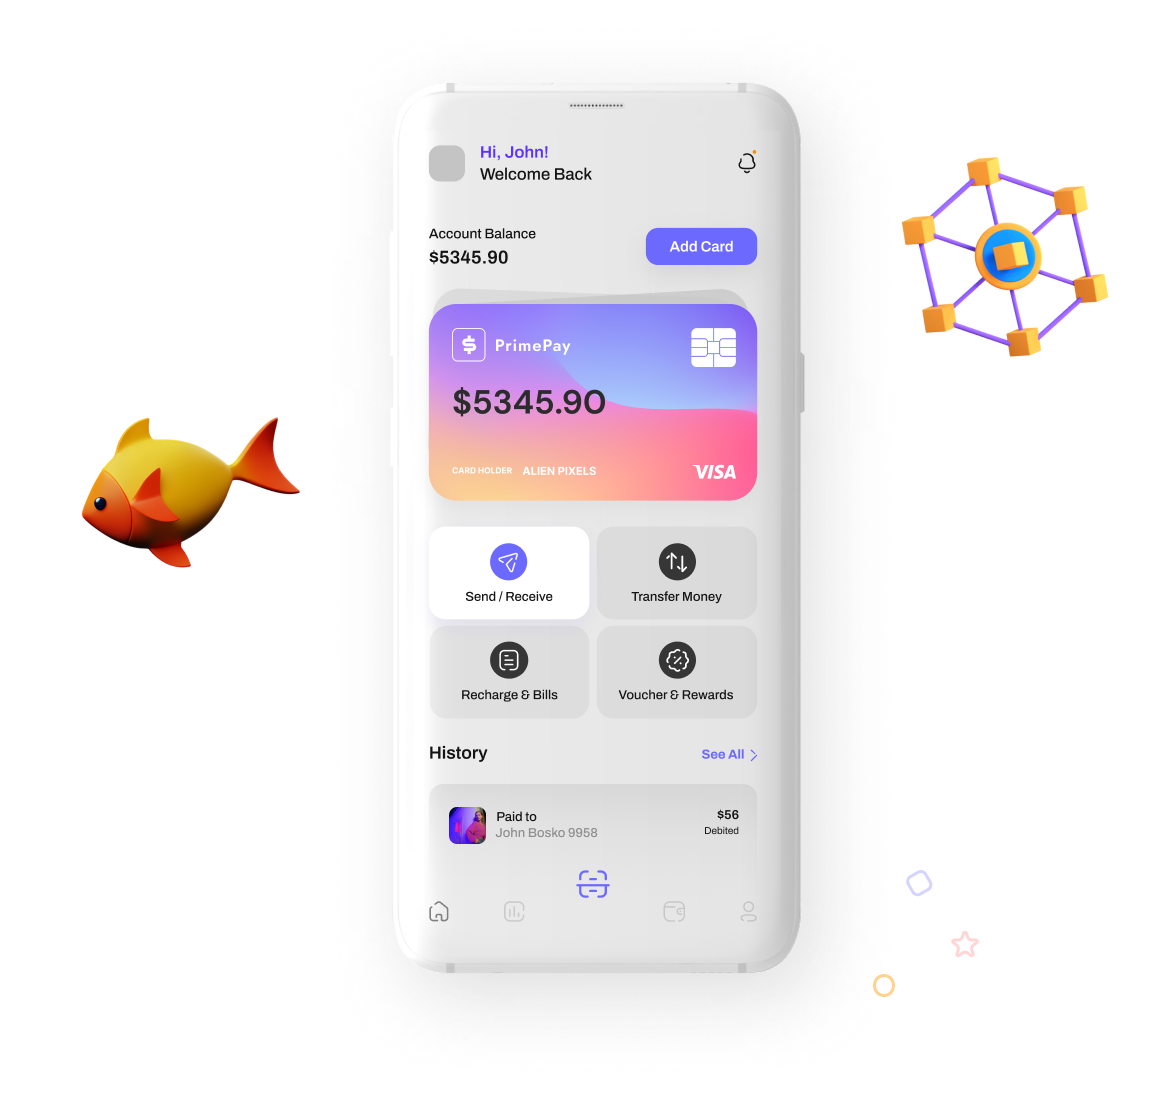 Hi, John!
Welcome Back
Account Balance
$5345.90
Add Card
PrimePay
$5345.90
CARD HOLDER ALIEN PIXELS
VISA
Send / Receive
Transfer Money
Recharge & Bills
Voucher & Rewards
History
See All
Paid to
$56
John Bosko 9958
Debited